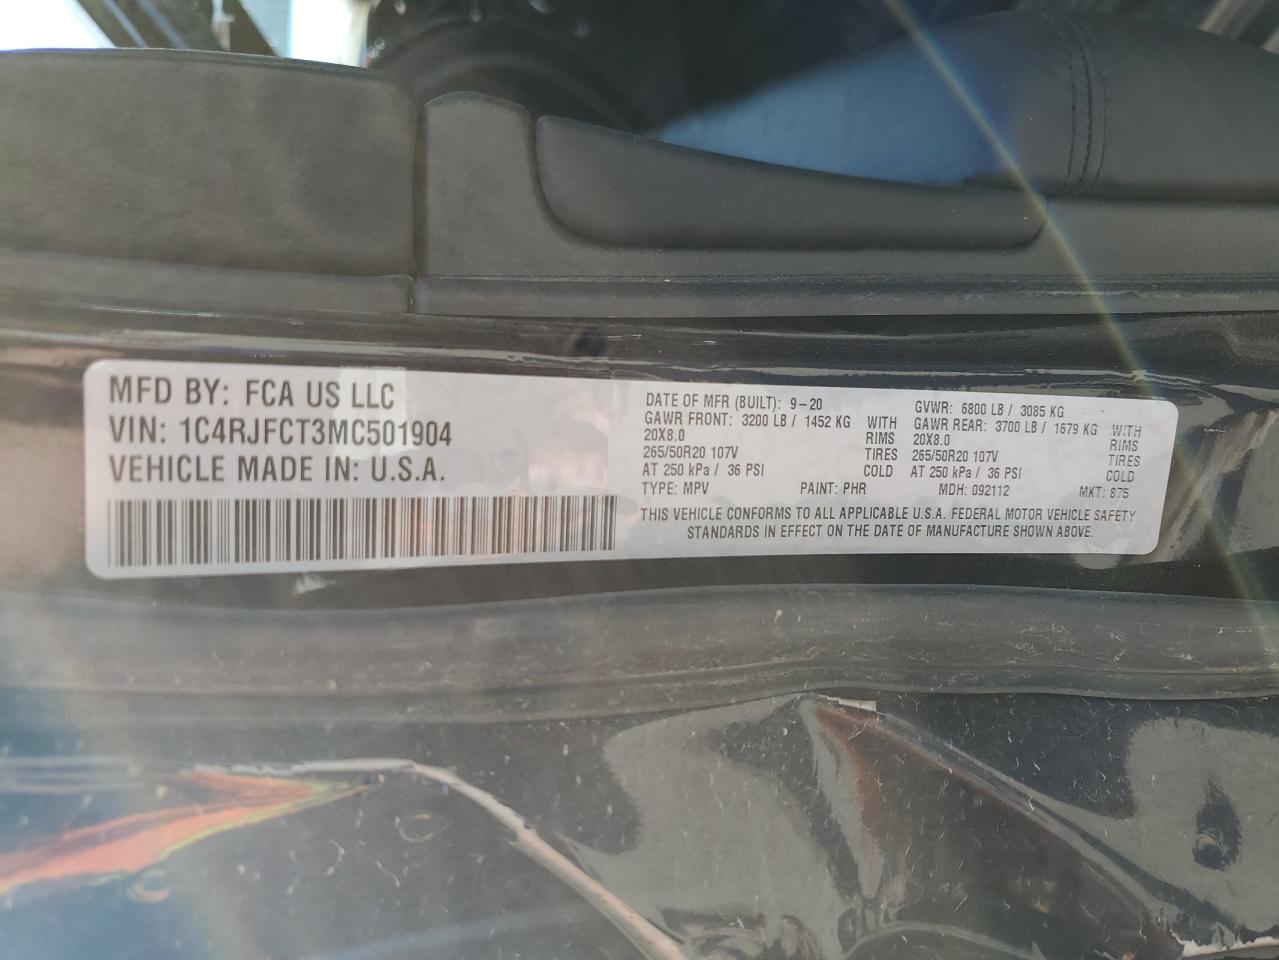 MFD BY: FCA US LLC
VIN: 1C4RJFCT3MC501904
VEHICLE MADE IN: U.S.A.
DATE OF MFR (BUILT): 9-20
GAWR FRONT: 3200 LB / 1452 KG WITH
20X8.0 RIMS
265/50R20 107V TIRES
AT 250 kPa / 36 PSI COLD
GVWR: 6800 LB / 3085 KG
GAWR REAR: 3700 LB / 1679 KG WITH
20X8.0 RIMS
265/50R20 107V TIRES
AT 250 kPa / 36 PSI COLD
TYPE: MPV PAINT: PHR MDH: 092112 MKT: 875
THIS VEHICLE CONFORMS TO ALL APPLICABLE U.S.A. FEDERAL MOTOR VEHICLE SAFETY
STANDARDS IN EFFECT ON THE DATE OF MANUFACTURE SHOWN ABOVE.